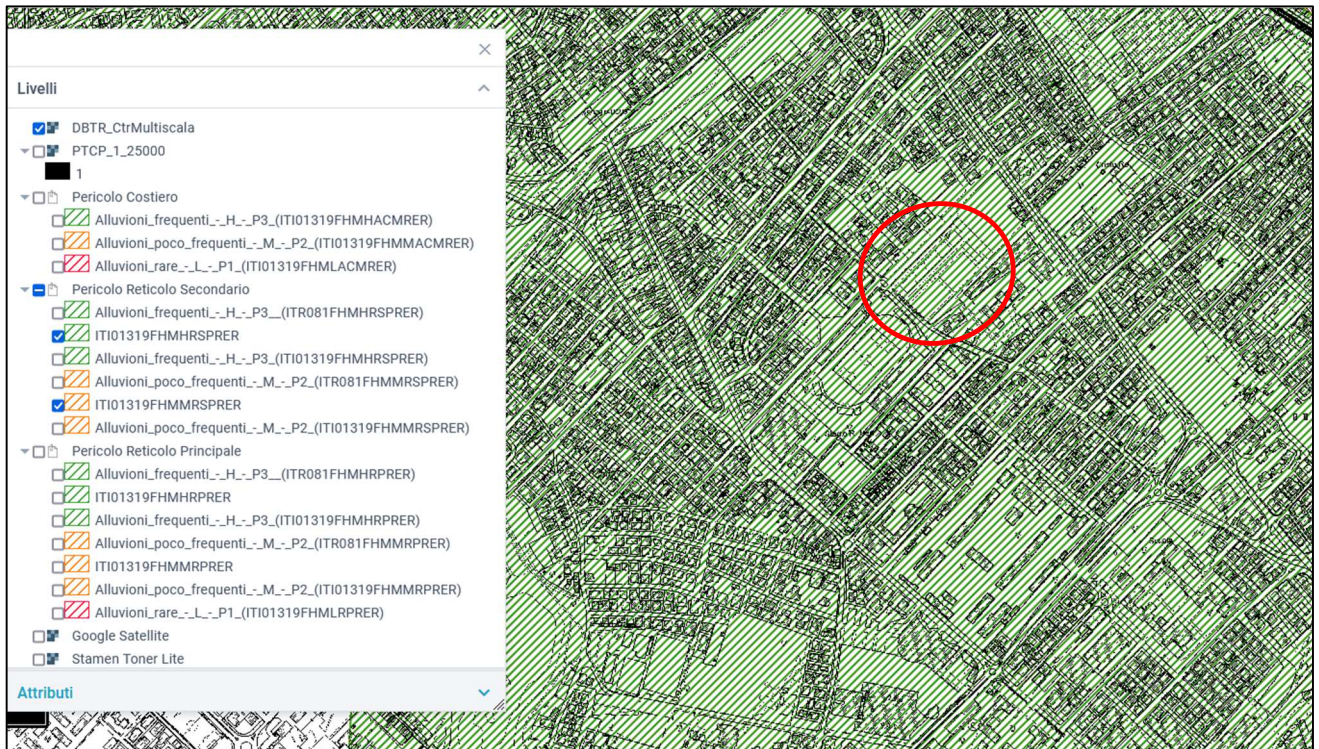 Livelli
DBTR_CtrMultiscala
PTCP_1_25000
1
Pericolo Costiero
Alluvioni_frequenti_-_H_-_P3_(ITI01319FHMHACMRER)
Alluvioni_poco_frequenti_-_M_-_P2_(ITI01319FHMMACMRER)
Alluvioni_rare_-_L_-_P1_(ITI01319FHMLACMRER)
Pericolo Reticolo Secondario
Alluvioni_frequenti_-_H_-_P3__(ITR081FHMHRSPRER)
ITI01319FHMHRSPRER
Alluvioni_frequenti_-_H_-_P3_(ITI01319FHMHRSPRER)
Alluvioni_poco_frequenti_-_M_-_P2_(ITR081FHMMRSPRER)
ITI01319FHMMRSPRER
Alluvioni_poco_frequenti_-_M_-_P2_(ITI01319FHMMRSPRER)
Pericolo Reticolo Principale
Alluvioni_frequenti_-_H_-_P3__(ITR081FHMHRPRER)
ITI01319FHMHRPRER
Alluvioni_frequenti_-_H_-_P3_(ITI01319FHMHRPRER)
Alluvioni_poco_frequenti_-_M_-_P2_(ITR081FHMMRPRER)
ITI01319FHMMRPRER
Alluvioni_poco_frequenti_-_M_-_P2_(ITI01319FHMMRPRER)
Alluvioni_rare_-_L_-_P1_(ITI01319FHMLRPRER)
Google Satellite
Stamen Toner Lite
Attributi